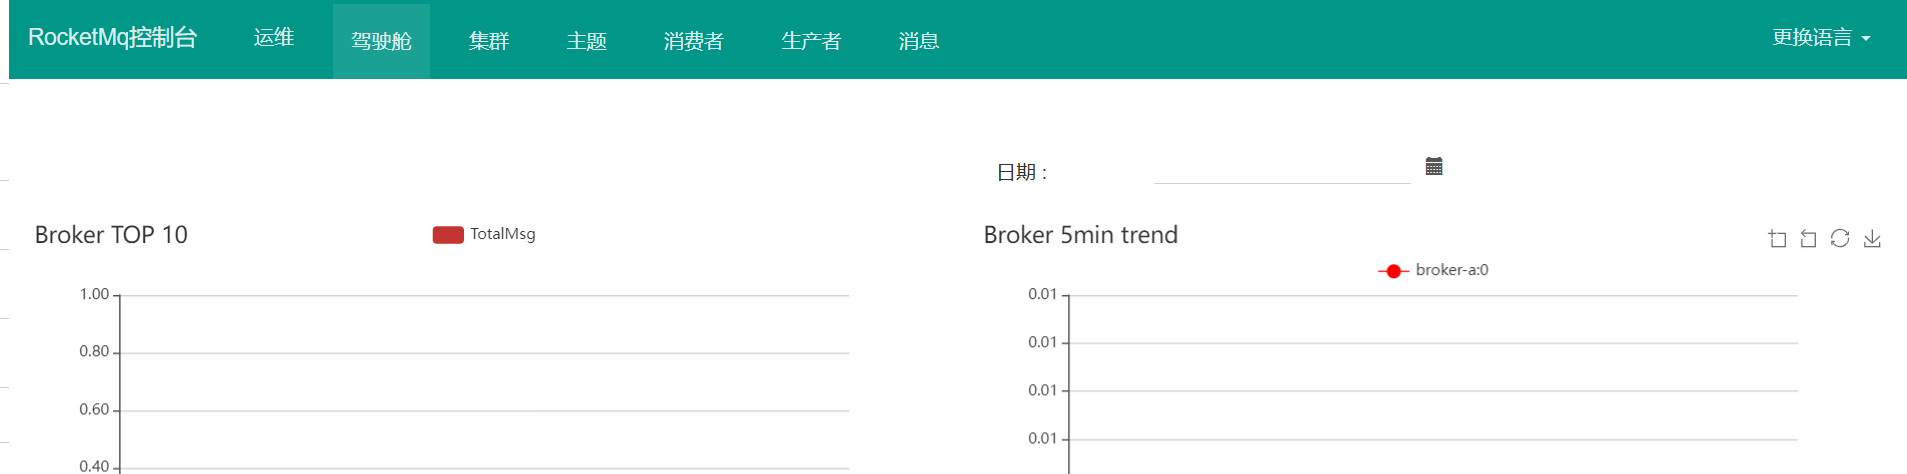 RocketMq控制台 运维 驾驶舱 集群 主题 消费者 生产者 消息 更换语言
日期：
Broker TOP 10 TotalMsg
Broker 5min trend
broker-a:0
1.00
0.80
0.60
0.40
0.01
0.01
0.01
0.01